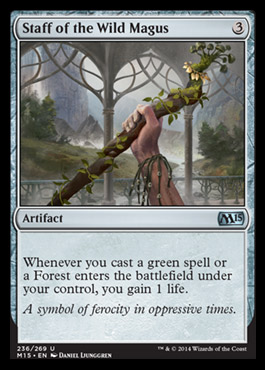 Staff of the Wild Magus 3
Artifact M15
Whenever you cast a green spell or
a Forest enters the battlefield under
your control, you gain 1 life.
A symbol of ferocity in oppressive times.
236/269 U
M15 • EN DANIEL LJUNGGREN
™ & © 2014 Wizards of the Coast